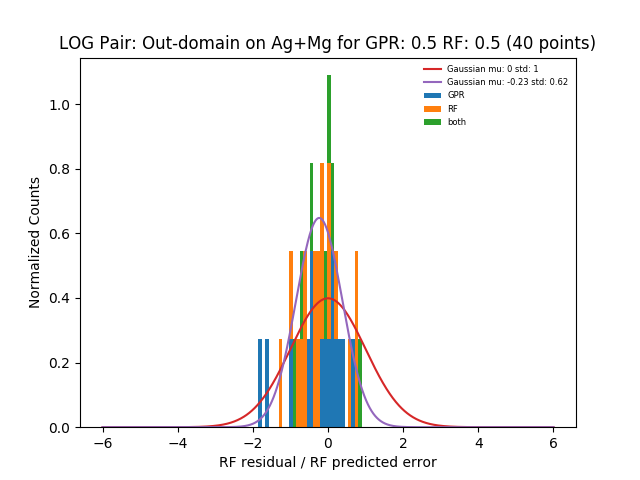 LOG Pair: Out-domain on Ag+Mg for GPR: 0.5 RF: 0.5 (40 points)
Gaussian mu: 0 std: 1
Gaussian mu: -0.23 std: 0.62
GPR
RF
both
Normalized Counts
1.0
0.8
0.6
0.4
0.2
0.0
−6 −4 −2 0 2 4 6
RF residual / RF predicted error